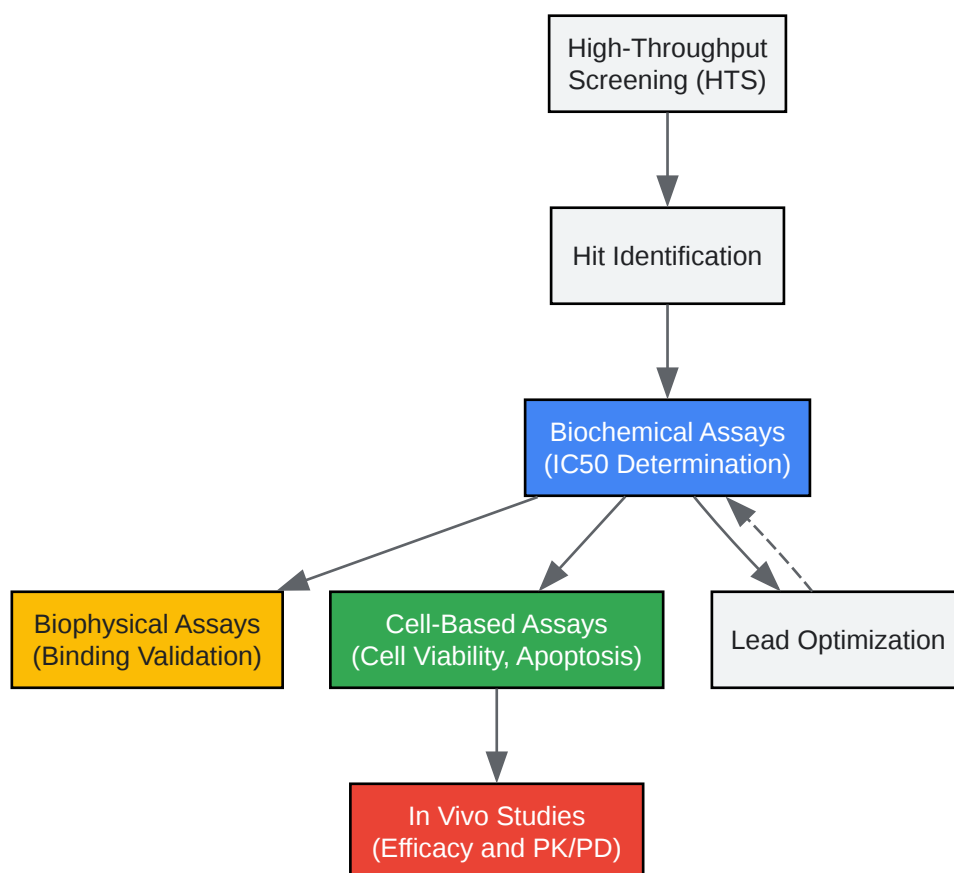 High-Throughput
Screening (HTS)
Hit Identification
Biochemical Assays
(IC50 Determination)
Biophysical Assays
(Binding Validation)
Cell-Based Assays
(Cell Viability, Apoptosis)
Lead Optimization
In Vivo Studies
(Efficacy and PK/PD)